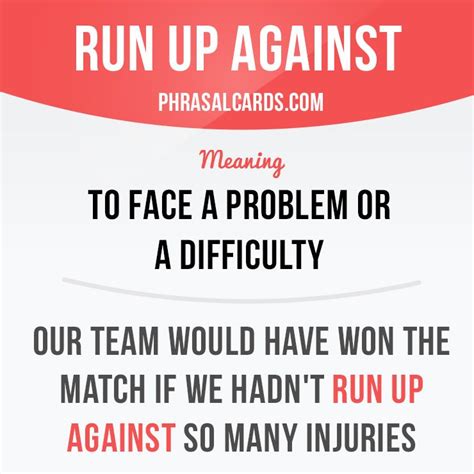 RUN UP AGAINST
PHRASALCARDS.COM
Meaning
TO FACE A PROBLEM OR
A DIFFICULTY
OUR TEAM WOULD HAVE WON THE
MATCH IF WE HADN'T RUN UP
AGAINST SO MANY INJURIES